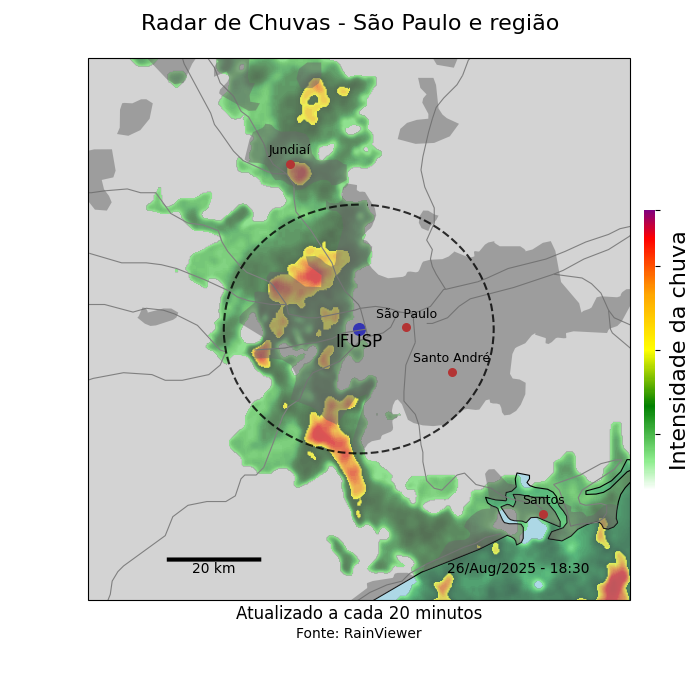 Radar de Chuvas - São Paulo e região
Jundiaí
São Paulo
IFUSP
Santo André
Santos
20 km
26/Aug/2025 - 18:30
Intensidade da chuva
Atualizado a cada 20 minutos
Fonte: RainViewer